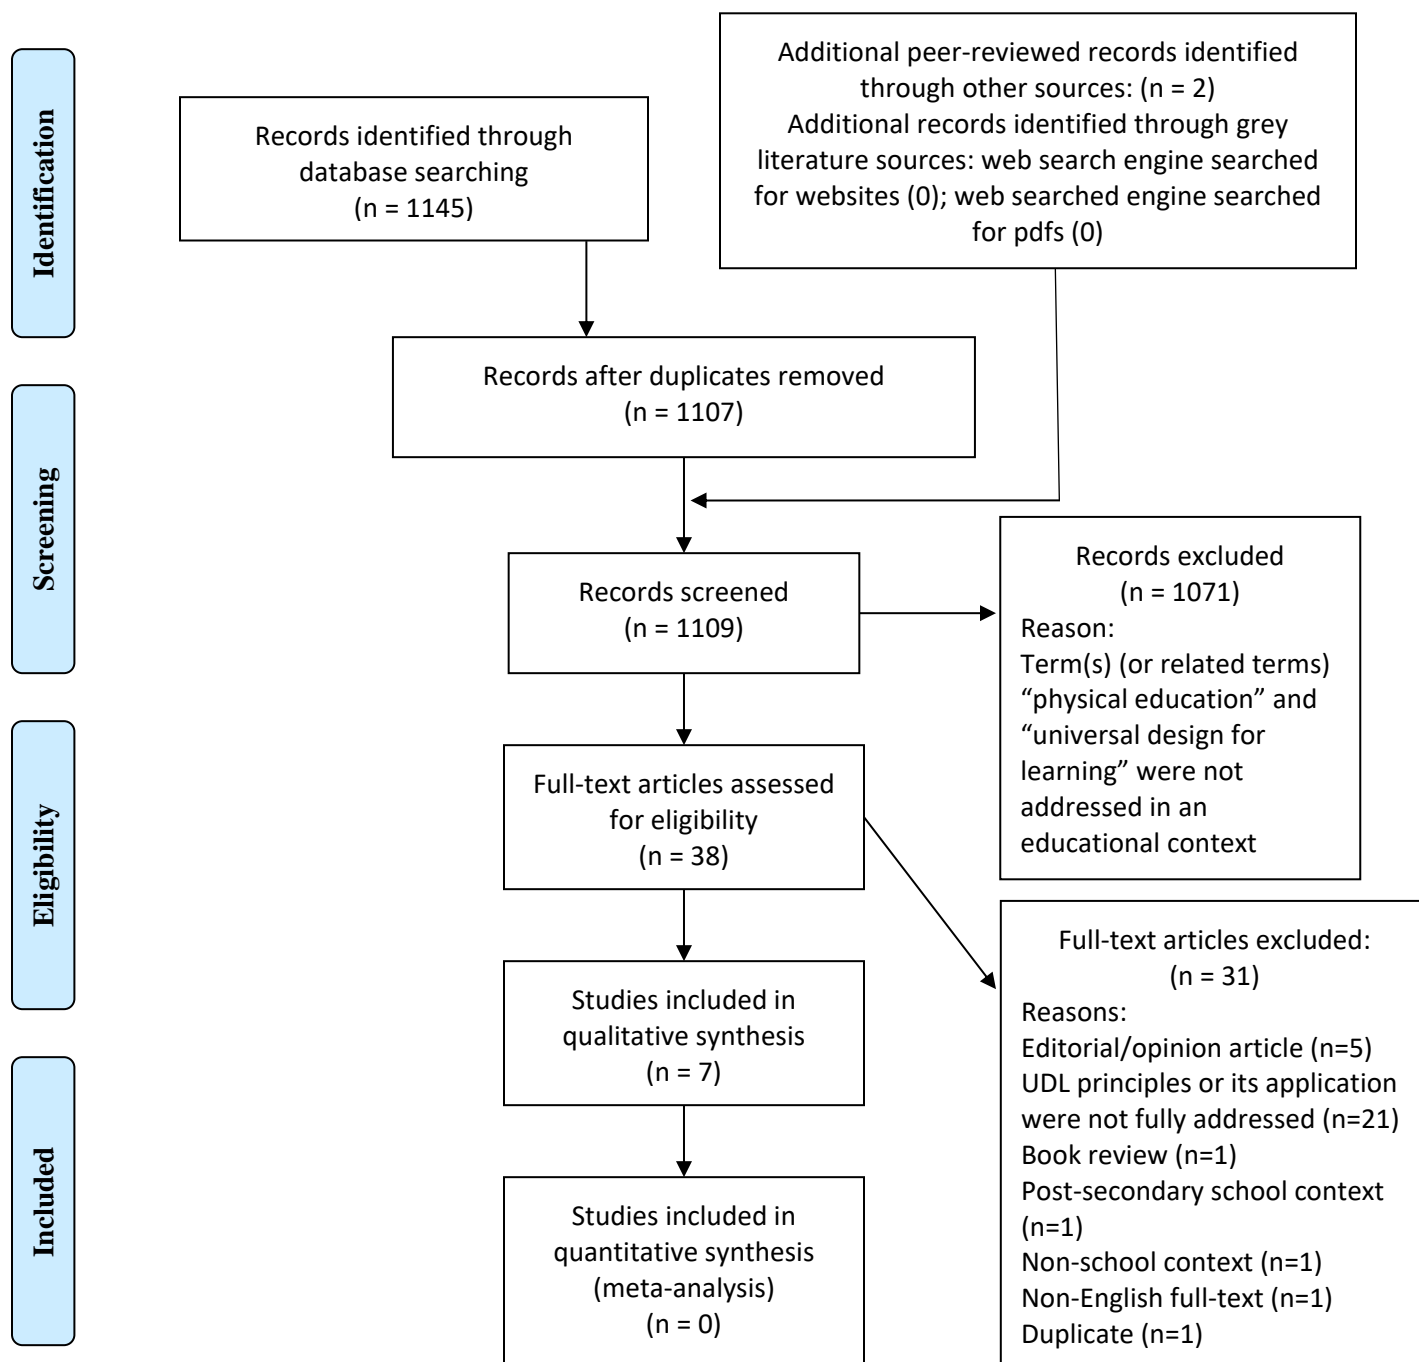 Identification
Records identified through
database searching
(n = 1145)
Additional peer-reviewed records identified
through other sources: (n = 2)
Additional records identified through grey
literature sources: web search engine searched
for websites (0); web searched engine searched
for pdfs (0)
Records after duplicates removed
(n = 1107)
Screening
Records screened
(n = 1109)
Records excluded
(n = 1071)
Reason:
Term(s) (or related terms)
“physical education” and
“universal design for
learning” were not
addressed in an
educational context
Eligibility
Full-text articles assessed
for eligibility
(n = 38)
Full-text articles excluded:
(n = 31)
Reasons:
Editorial/opinion article (n=5)
UDL principles or its application
were not fully addressed (n=21)
Book review (n=1)
Post-secondary school context
(n=1)
Non-school context (n=1)
Non-English full-text (n=1)
Duplicate (n=1)
Studies included in
qualitative synthesis
(n = 7)
Included
Studies included in
quantitative synthesis
(meta-analysis)
(n = 0)